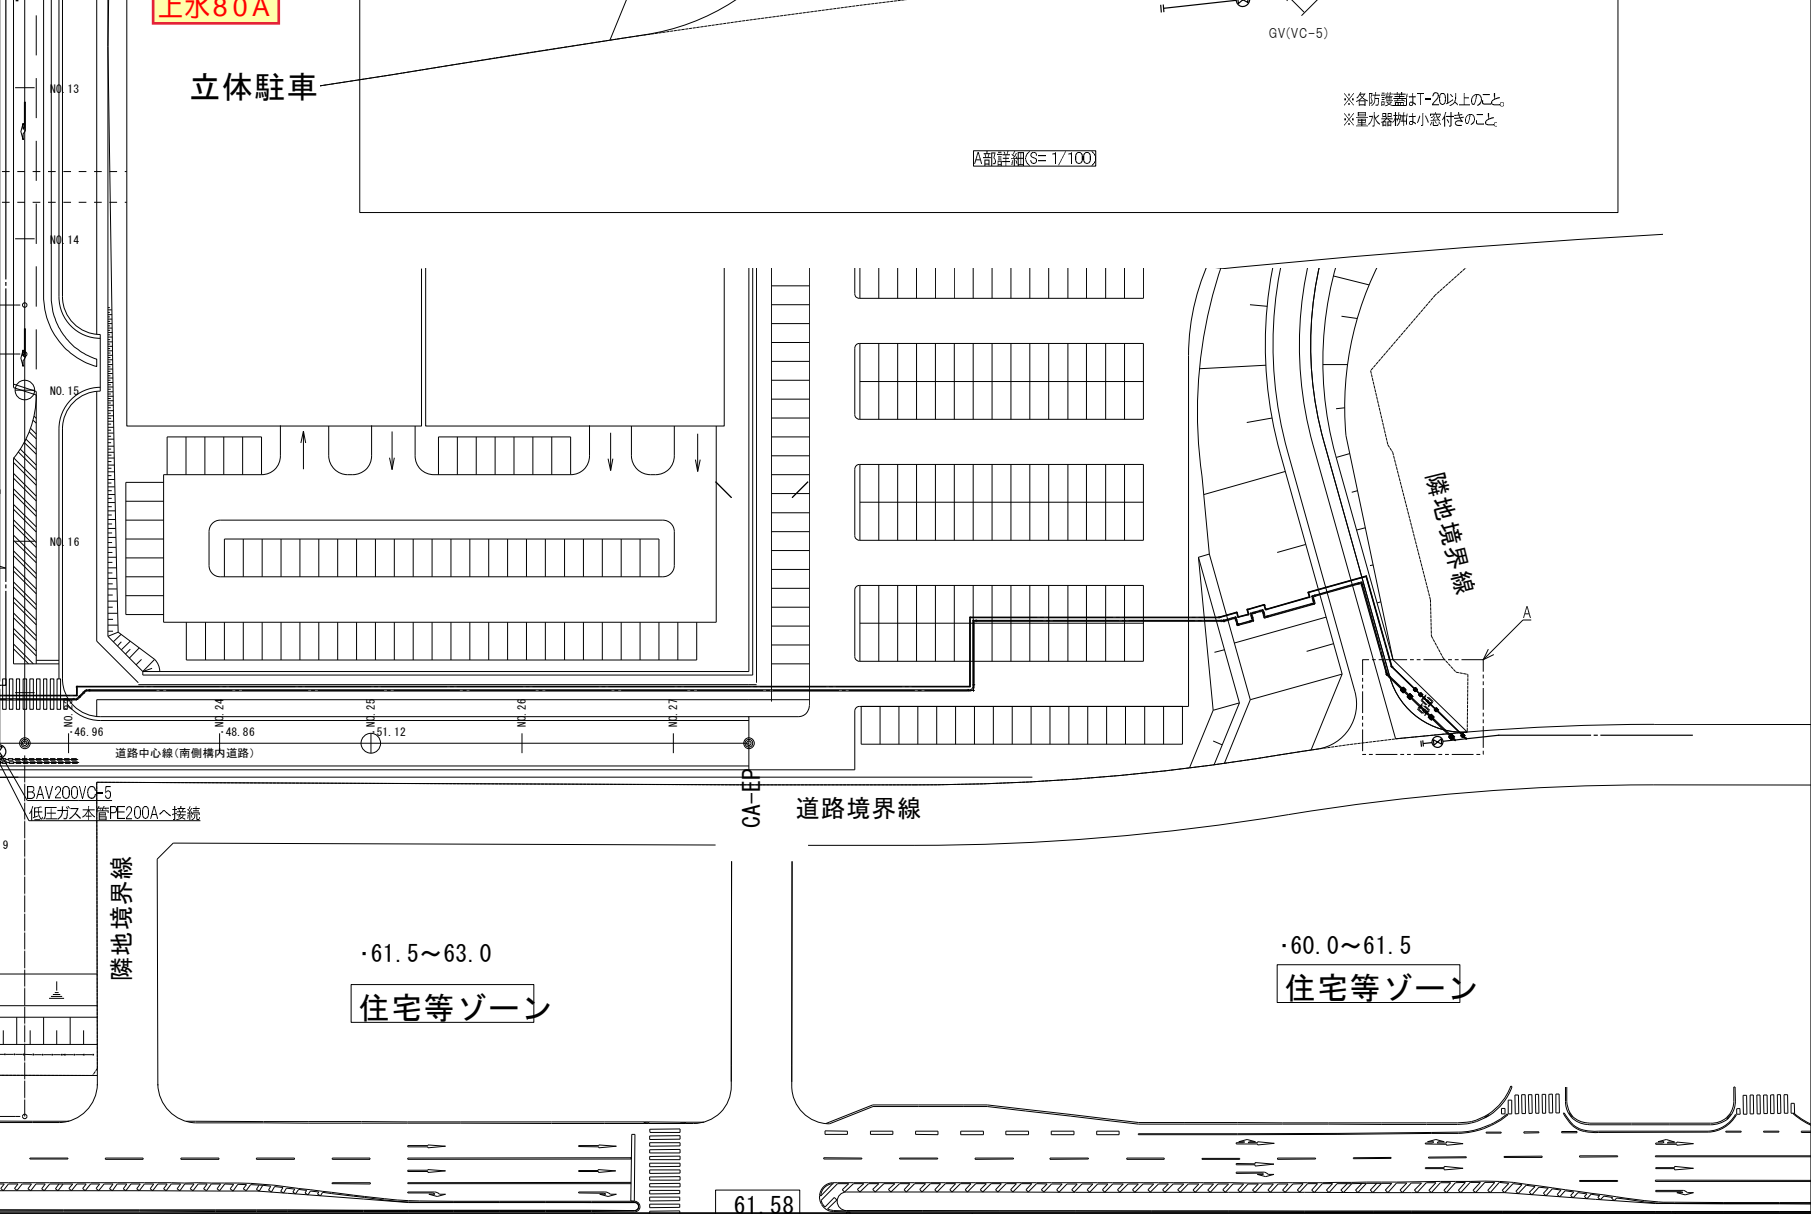 上水80A
GV(VC-5)
立体駐車
NO.13
※各防護蓋はT-20以上のこと。
※量水器桝は小窓付きのこと。
A部詳細(S=1/100)
NO.14
NO.15
隣地境界線
NO.16
A
NO.24
NO.25
NO.26
NO.27
·46.96
·48.86
·51.12
道路中心線(南側構内道路)
BAV200VC-5
低圧ガス本管PE200Aへ接続
CA-EP
道路境界線
9
隣地境界線
·61.5～63.0
住宅等ゾーン
·60.0～61.5
住宅等ゾーン
61.58